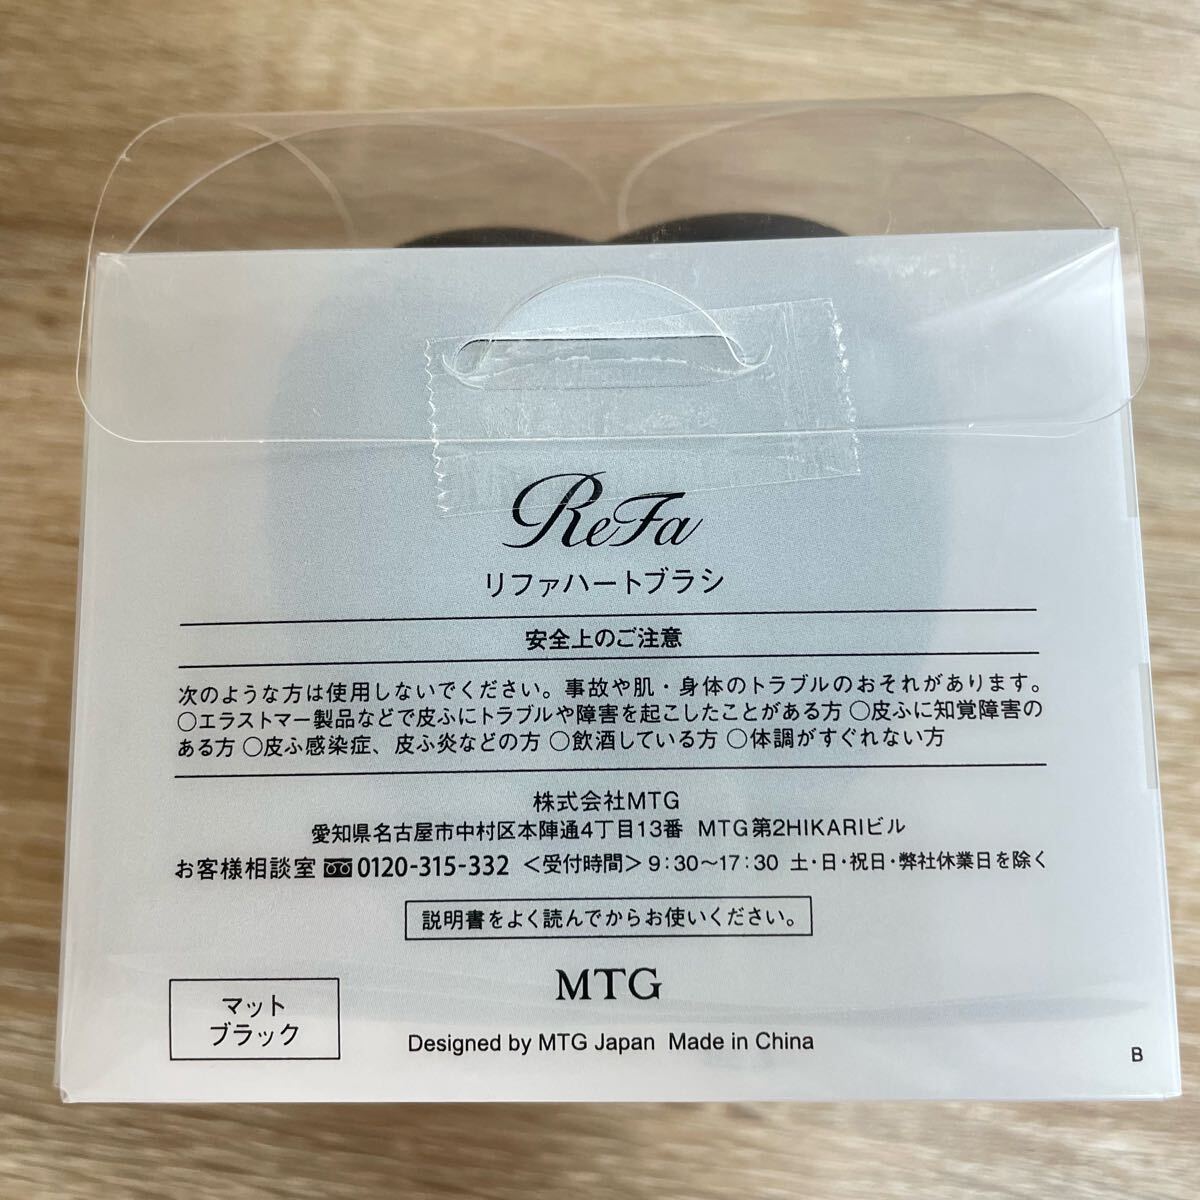 ReFa
リファハートブラシ
安全上のご注意
次のような方は使用しないでください。事故や肌・身体のトラブルのおそれがあります。
○エラストマー製品などで皮ふにトラブルや障害を起こしたことがある方 ○皮ふに知覚障害の
ある方 ○皮ふ感染症、皮ふ炎などの方 ○飲酒している方 ○体調がすぐれない方
株式会社MTG
愛知県名古屋市中村区本陣通4丁目13番 MTG第2HIKARIビル
お客様相談室 0120-315-332 <受付時間> 9:30〜17:30 土・日・祝日・弊社休業日を除く
説明書をよく読んでからお使いください。
MTG
マット
ブラック
Designed by MTG Japan Made in China
B